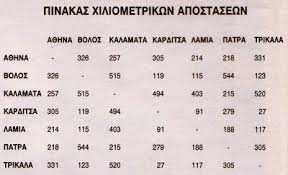 ΠΙΝΑΚΑΣ ΧΙΛΙΟΜΕΤΡΙΚΩΝ ΑΠΟΣΤΑΣΕΩΝ
ΑΘΗΝΑ ΒΟΛΟΣ ΚΑΛΑΜΑΤΑ ΚΑΡΔΙΤΣΑ ΛΑΜΙΑ ΠΑΤΡΑ ΤΡΙΚΑΛΑ
ΑΘΗΝΑ - 326 257 305 214 218 331
ΒΟΛΟΣ 326 - 515 119 115 544 123
ΚΑΛΑΜΑΤΑ 257 515 - 494 403 215 520
ΚΑΡΔΙΤΣΑ 305 119 494 - 91 279 27
ΛΑΜΙΑ 214 115 403 91 - 188 117
ΠΑΤΡΑ 218 544 215 279 188 - 305
ΤΡΙΚΑΛΑ 331 123 520 27 117 305 -